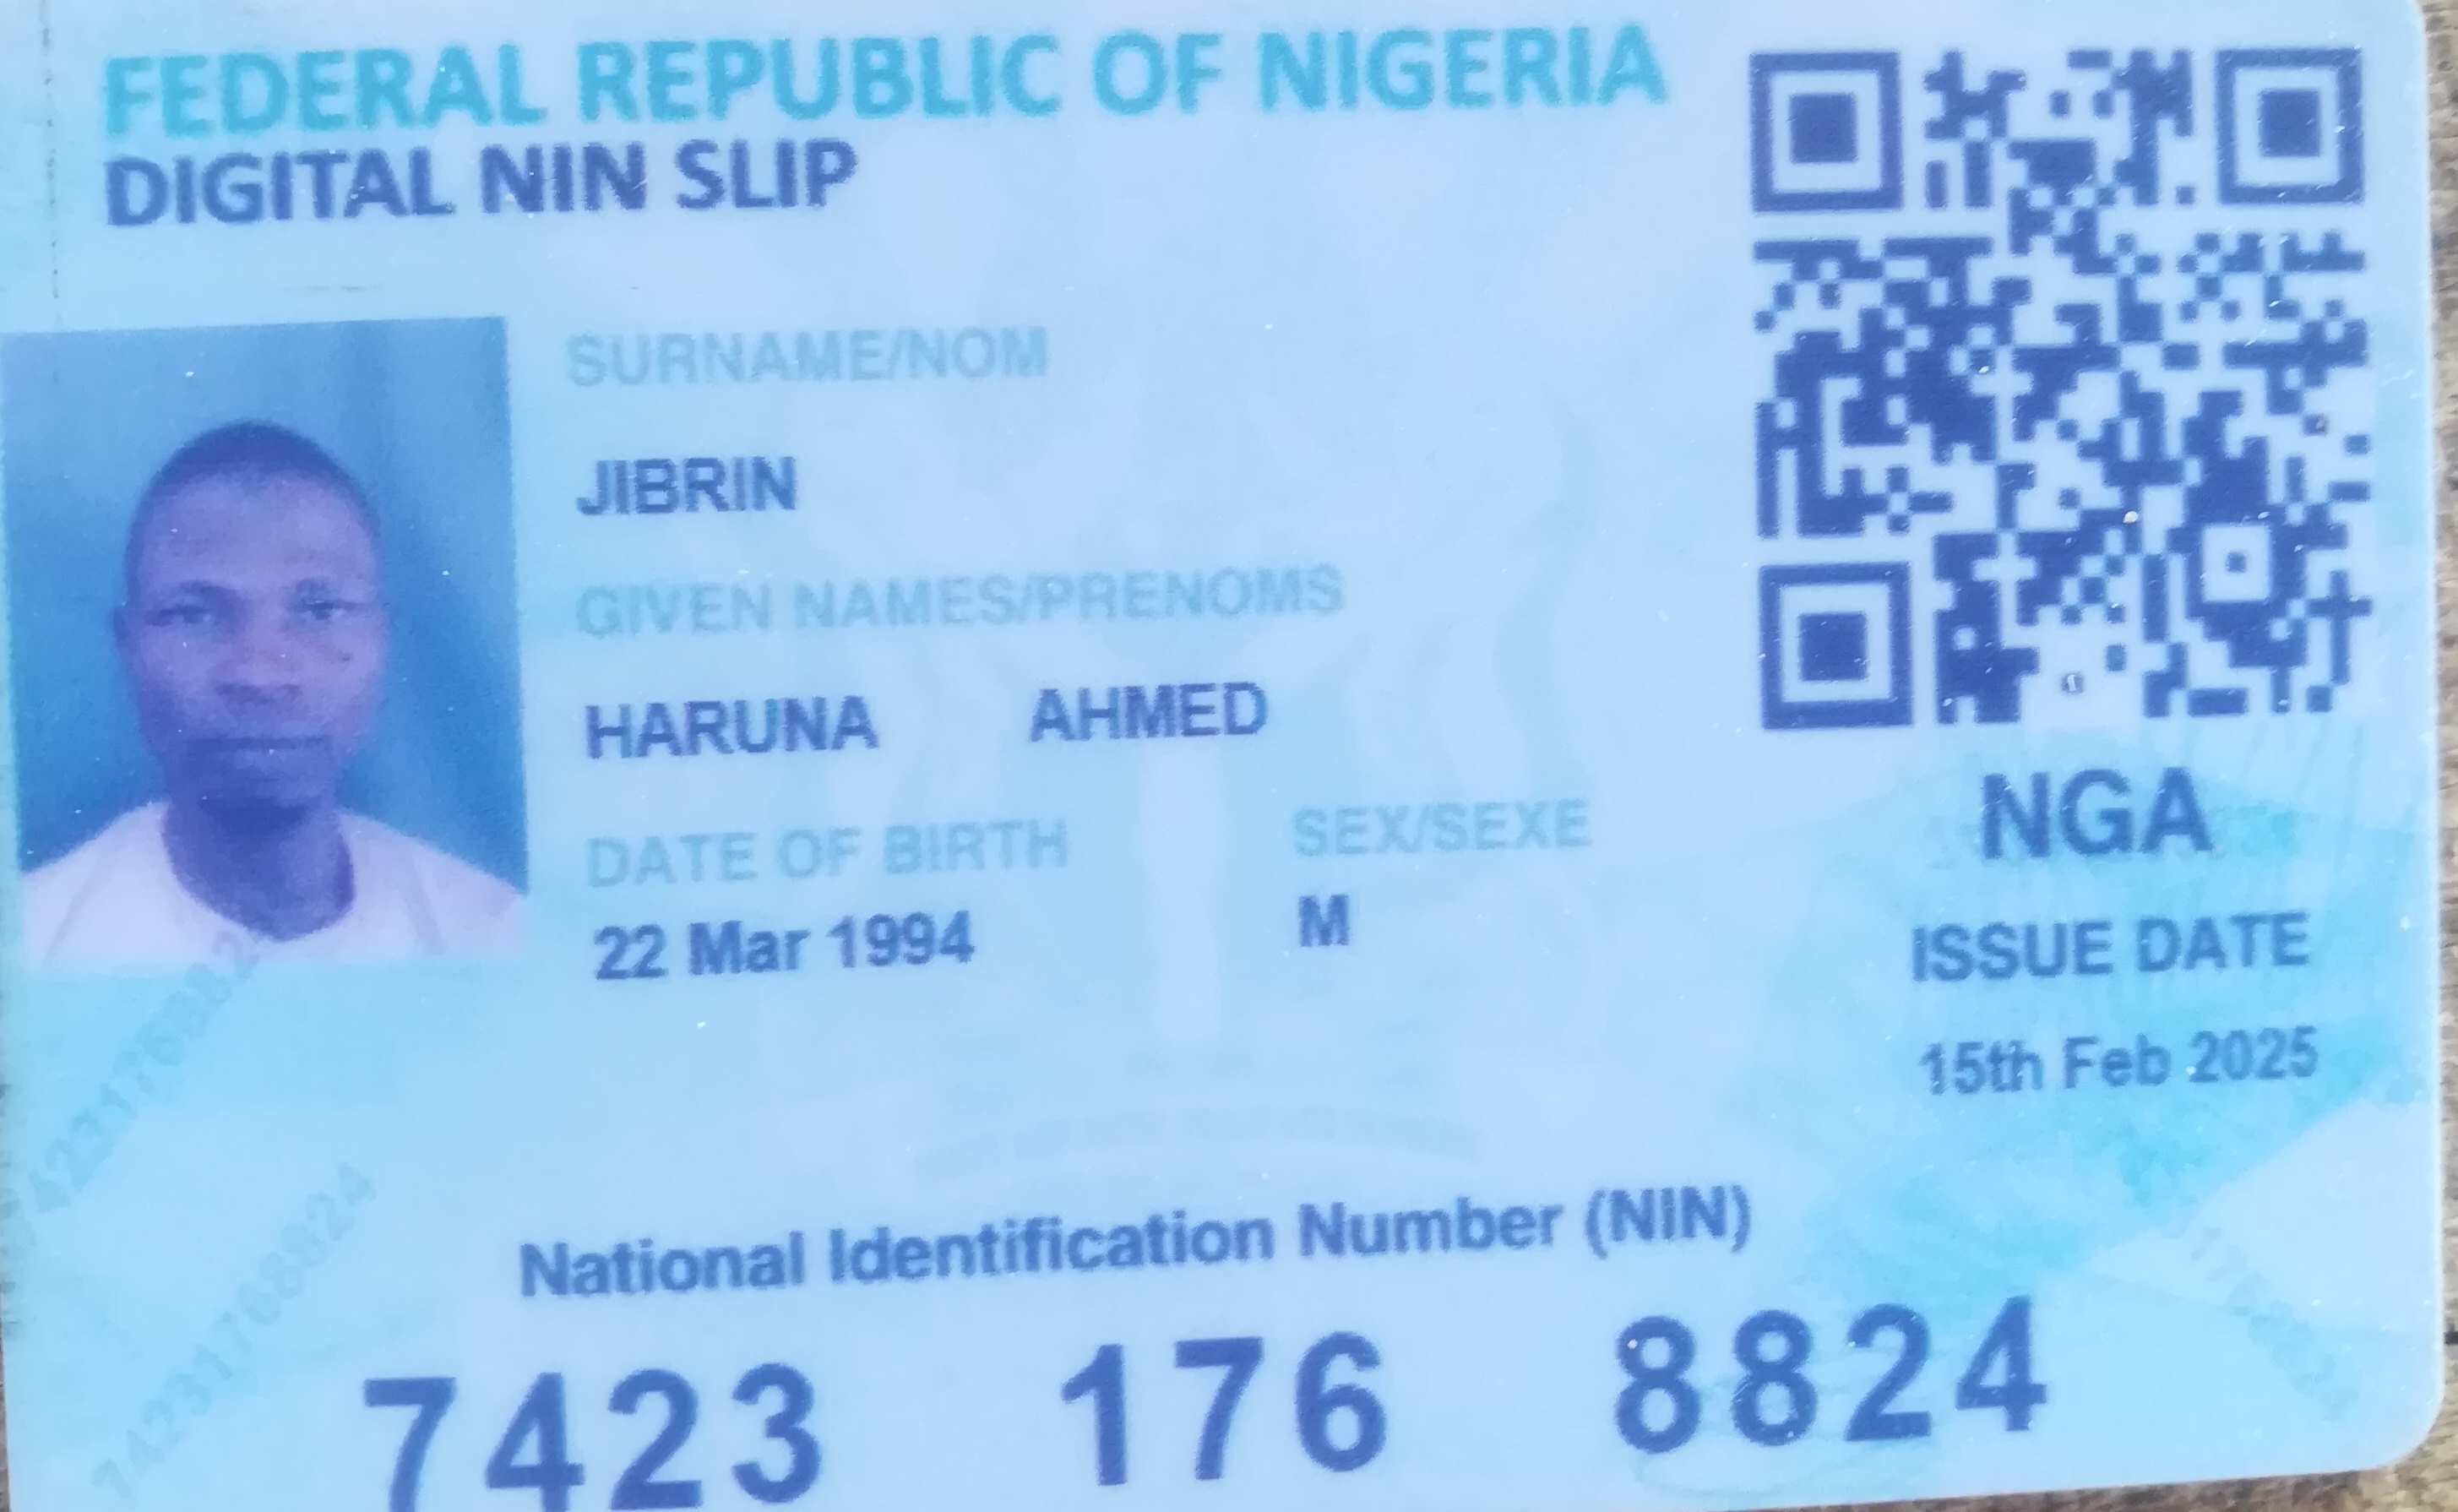 FEDERAL REPUBLIC OF NIGERIA
DIGITAL NIN SLIP
SURNAME/NOM
JIBRIN
GIVEN NAMES/PRENOMS
HARUNA AHMED
DATE OF BIRTH SEX/SEXE
22 Mar 1994 M
NGA
ISSUE DATE
15th Feb 2025
National Identification Number (NIN)
7423 176 8824
74231768824
74231768824